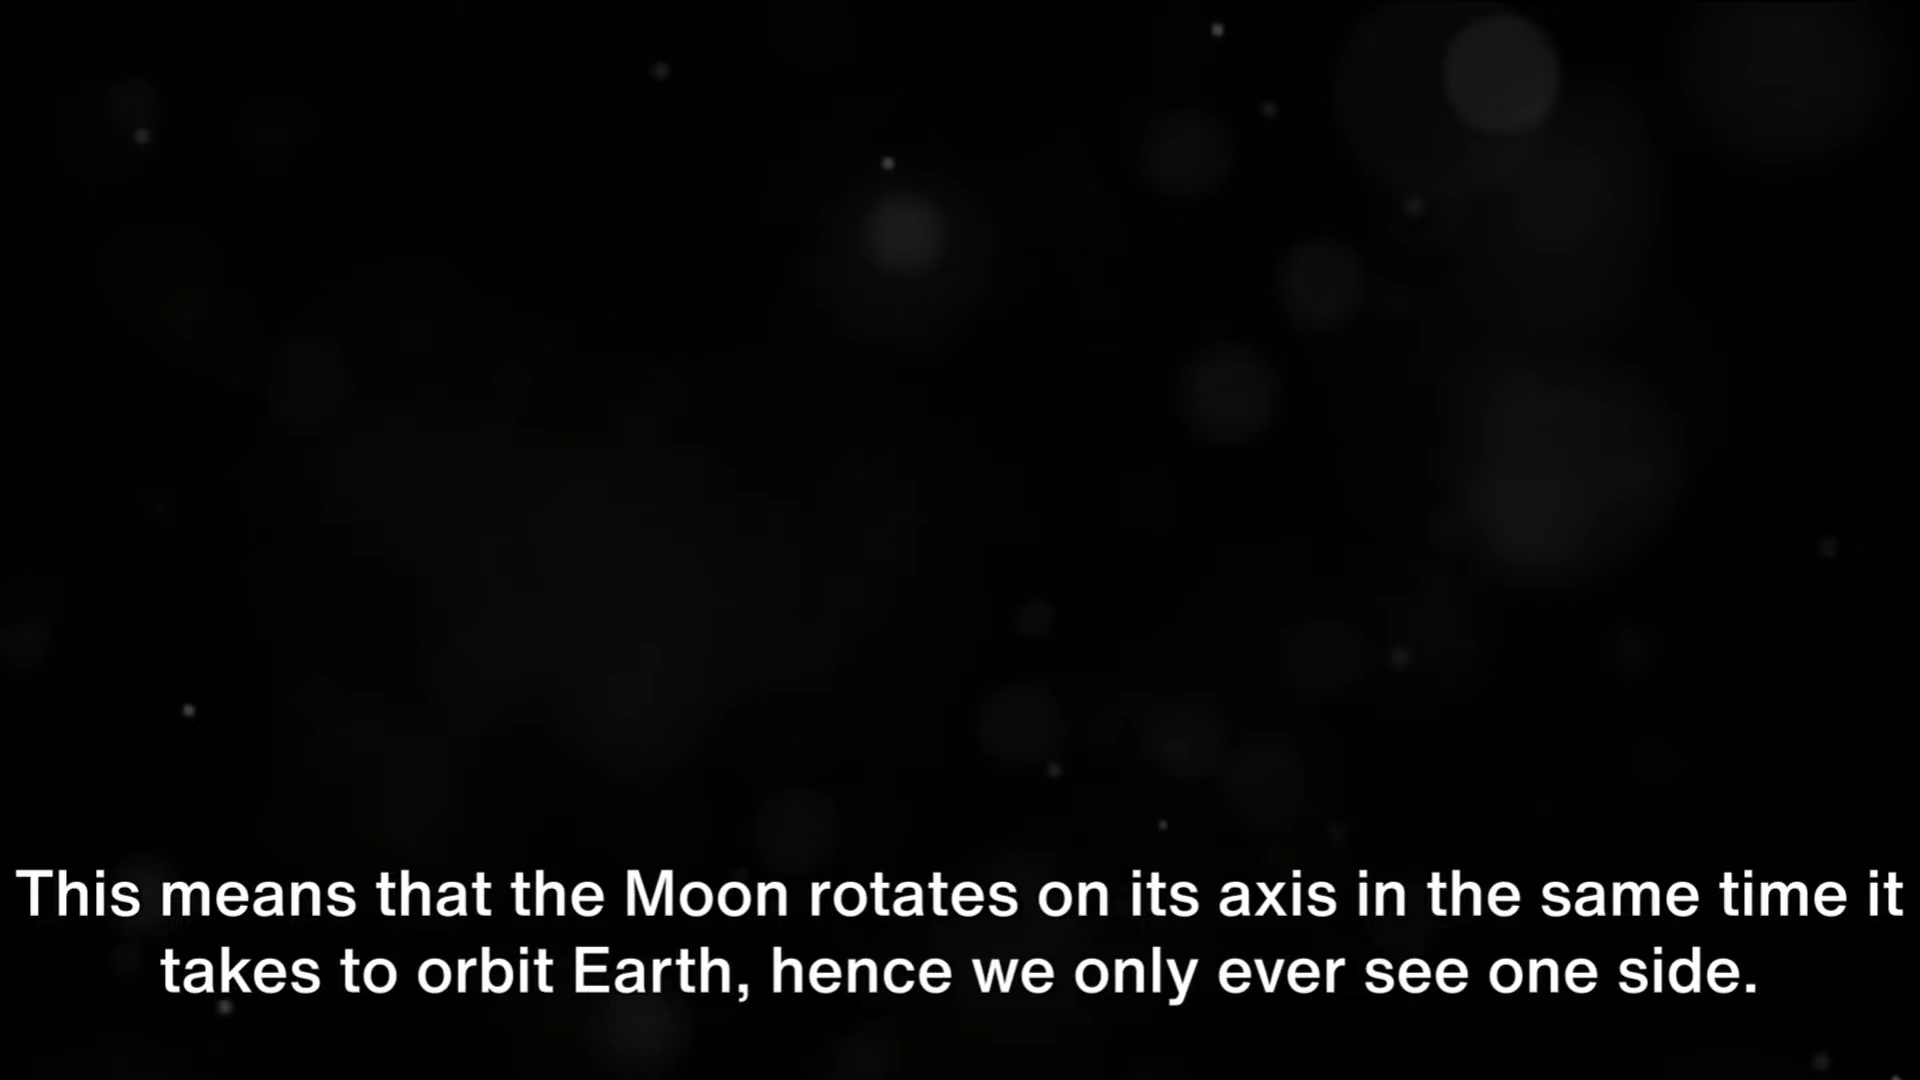 This means that the Moon rotates on its axis in the same time it
takes to orbit Earth, hence we only ever see one side.